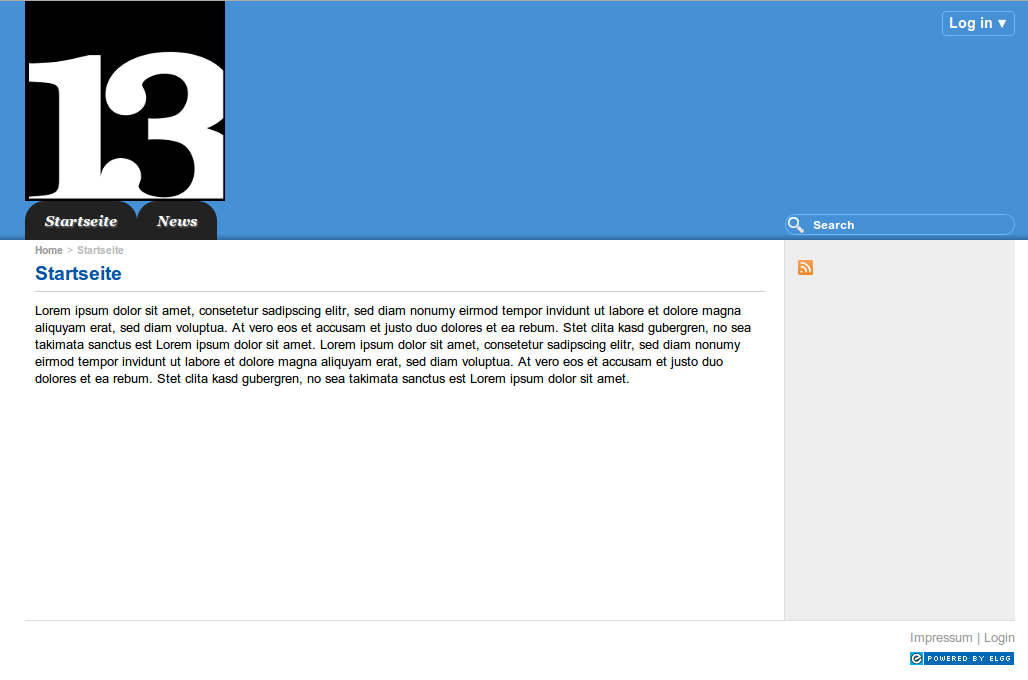 Log in ▼
13
Startseite
News
Search
Home > Startseite
Startseite
Lorem ipsum dolor sit amet, consetetur sadipscing elitr, sed diam nonumy eirmod tempor invidunt ut labore et dolore magna
aliquyam erat, sed diam voluptua. At vero eos et accusam et justo duo dolores et ea rebum. Stet clita kasd gubergren, no sea
takimata sanctus est Lorem ipsum dolor sit amet. Lorem ipsum dolor sit amet, consetetur sadipscing elitr, sed diam nonumy
eirmod tempor invidunt ut labore et dolore magna aliquyam erat, sed diam voluptua. At vero eos et accusam et justo duo
dolores et ea rebum. Stet clita kasd gubergren, no sea takimata sanctus est Lorem ipsum dolor sit amet.
Impressum | Login
POWERED BY ELGG